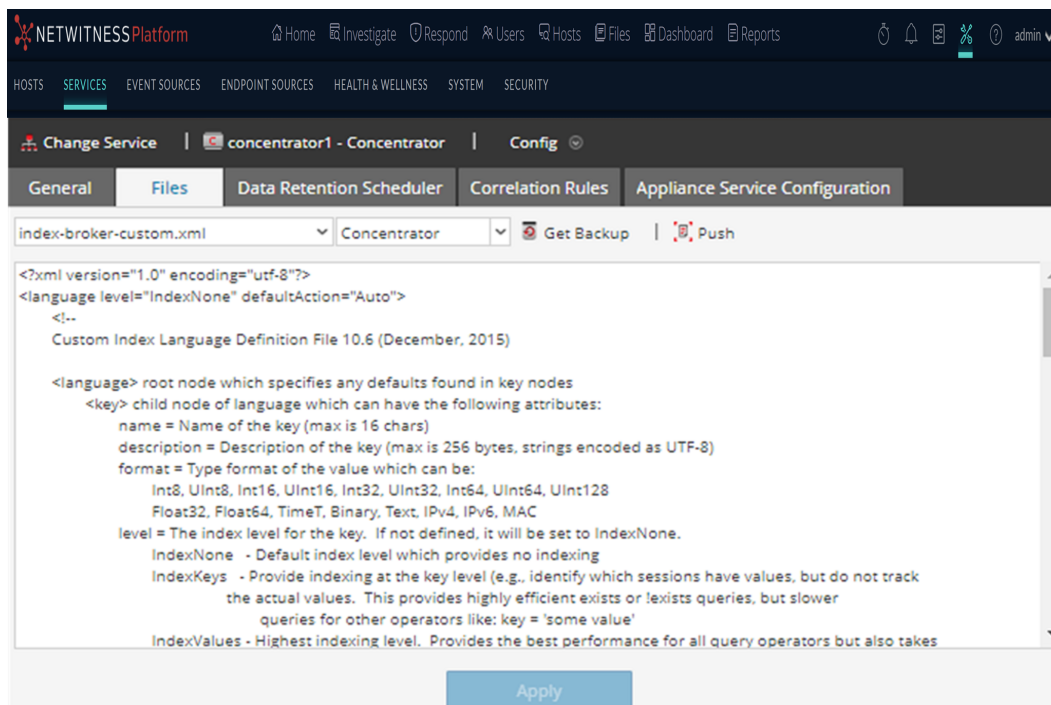 NETWITNESS Platform Home Investigate Respond Users Hosts Files Dashboard Reports admin
HOSTS SERVICES EVENT SOURCES ENDPOINT SOURCES HEALTH & WELLNESS SYSTEM SECURITY
Change Service | concentrator1 - Concentrator | Config
General Files Data Retention Scheduler Correlation Rules Appliance Service Configuration
index-broker-custom.xml Concentrator Get Backup | Push
<?xml version="1.0" encoding="utf-8"?>
<language level="IndexNone" defaultAction="Auto">
<!--
Custom Index Language Definition File 10.6 (December, 2015)
<language> root node which specifies any defaults found in key nodes
<key> child node of language which can have the following attributes:
name = Name of the key (max is 16 chars)
description = Description of the key (max is 256 bytes, strings encoded as UTF-8)
format = Type format of the value which can be:
Int8, UInt8, Int16, UInt16, Int32, UInt32, Int64, UInt64, UInt128
Float32, Float64, TimeT, Binary, Text, IPv4, IPv6, MAC
level = The index level for the key. If not defined, it will be set to IndexNone.
IndexNone - Default index level which provides no indexing
IndexKeys - Provide indexing at the key level (e.g., identify which sessions have values, but do not track
the actual values. This provides highly efficient exists or !exists queries, but slower
queries for other operators like: key = 'some value'
IndexValues - Highest indexing level. Provides the best performance for all query operators but also takes
Apply